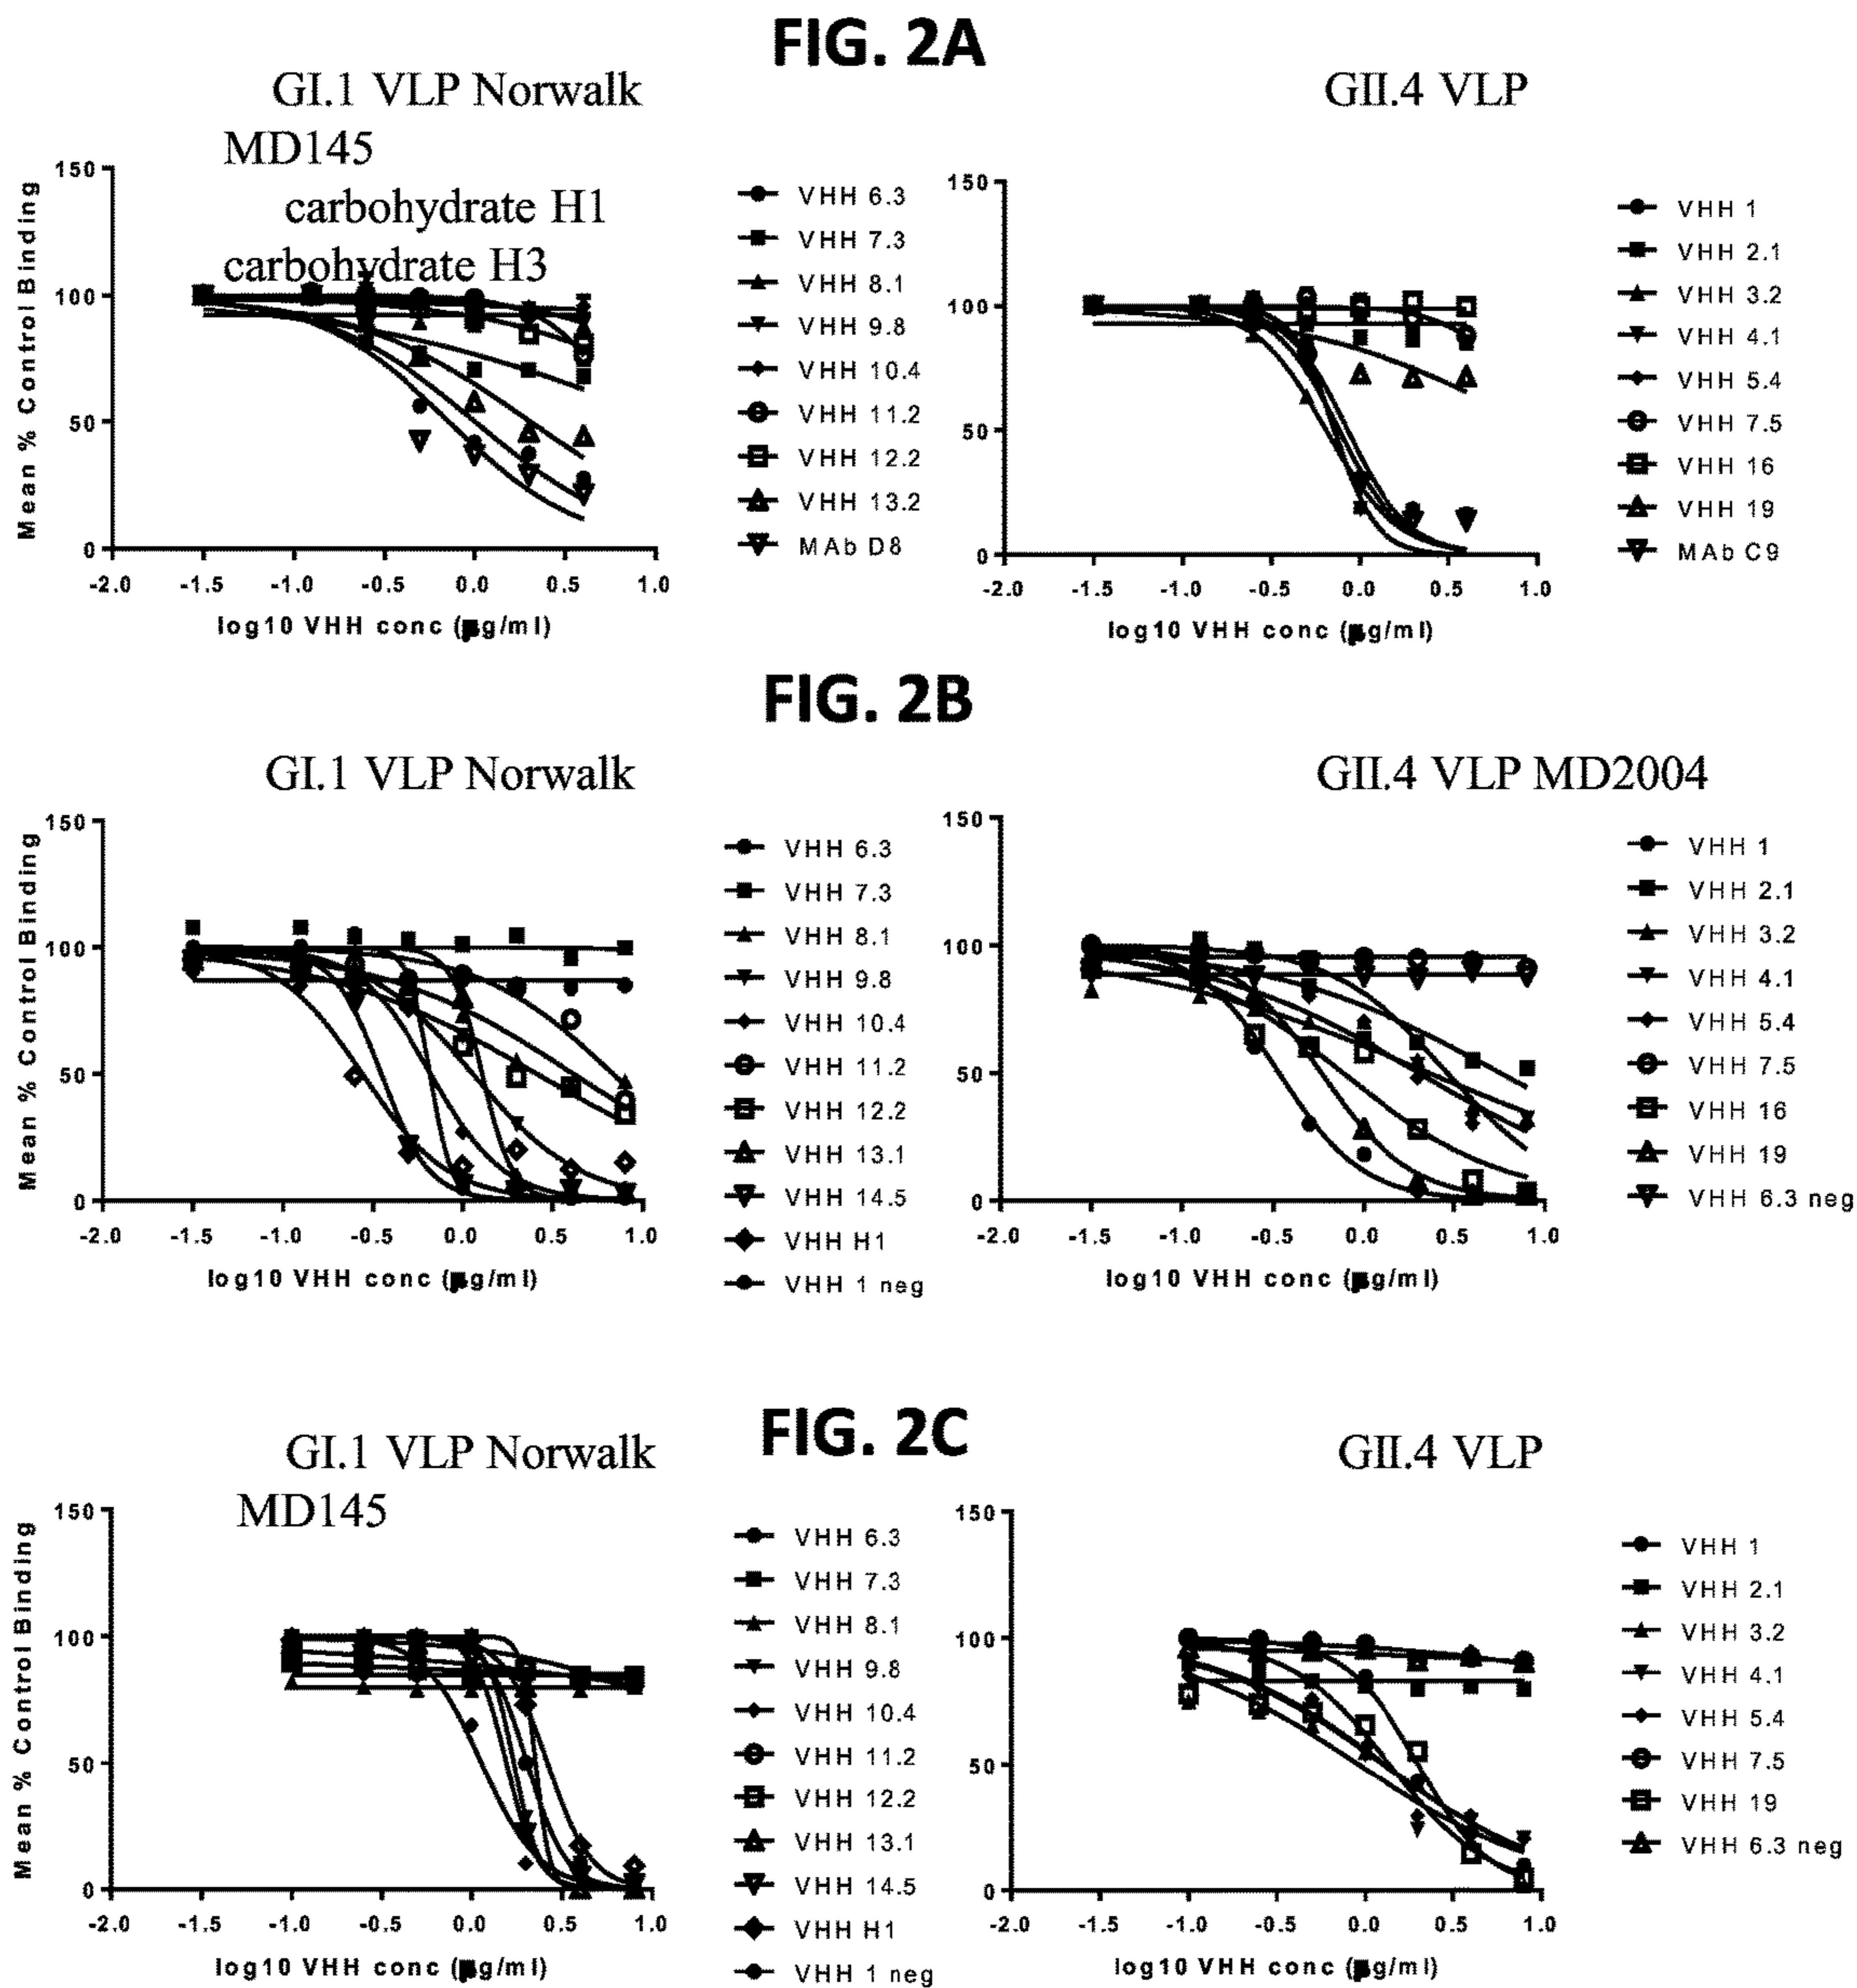 FIG. 2A
GI.1 VLP Norwalk
MD145
carbohydrate H1
carbohydrate H3
Mean % Control Binding
150
100
50
0
-2.0 -1.5 -1.0 -0.5 0.0 0.5 1.0
log10 VHH conc (µg/ml)
VHH 6.3
VHH 7.3
VHH 8.1
VHH 9.8
VHH 10.4
VHH 11.2
VHH 12.2
VHH 13.2
MAb D8
GII.4 VLP
150
100
50
0
-2.0 -1.5 -1.0 -0.5 0.0 0.5 1.0
log10 VHH conc (µg/ml)
VHH 1
VHH 2.1
VHH 3.2
VHH 4.1
VHH 5.4
VHH 7.5
VHH 16
VHH 19
MAb C9
FIG. 2B
GI.1 VLP Norwalk
Mean % Control Binding
150
100
50
0
-2.0 -1.5 -1.0 -0.5 0.0 0.5 1.0
log10 VHH conc (µg/ml)
VHH 6.3
VHH 7.3
VHH 8.1
VHH 9.8
VHH 10.4
VHH 11.2
VHH 12.2
VHH 13.1
VHH 14.5
VHH H1
VHH 1 neg
GII.4 VLP MD2004
150
100
50
0
-2.0 -1.5 -1.0 -0.5 0.0 0.5 1.0
log10 VHH conc (µg/ml)
VHH 1
VHH 2.1
VHH 3.2
VHH 4.1
VHH 5.4
VHH 7.5
VHH 16
VHH 19
VHH 6.3 neg
FIG. 2C
GI.1 VLP Norwalk
MD145
Mean % Control Binding
150
100
50
0
-2.0 -1.5 -1.0 -0.5 0.0 0.5 1.0
log10 VHH conc (µg/ml)
VHH 6.3
VHH 7.3
VHH 8.1
VHH 9.8
VHH 10.4
VHH 11.2
VHH 12.2
VHH 13.1
VHH 14.5
VHH H1
VHH 1 neg
GII.4 VLP
150
100
50
0
-2.0 -1.5 -1.0 -0.5 0.0 0.5 1.0
log10 VHH conc (µg/ml)
VHH 1
VHH 2.1
VHH 3.2
VHH 4.1
VHH 5.4
VHH 7.5
VHH 19
VHH 6.3 neg